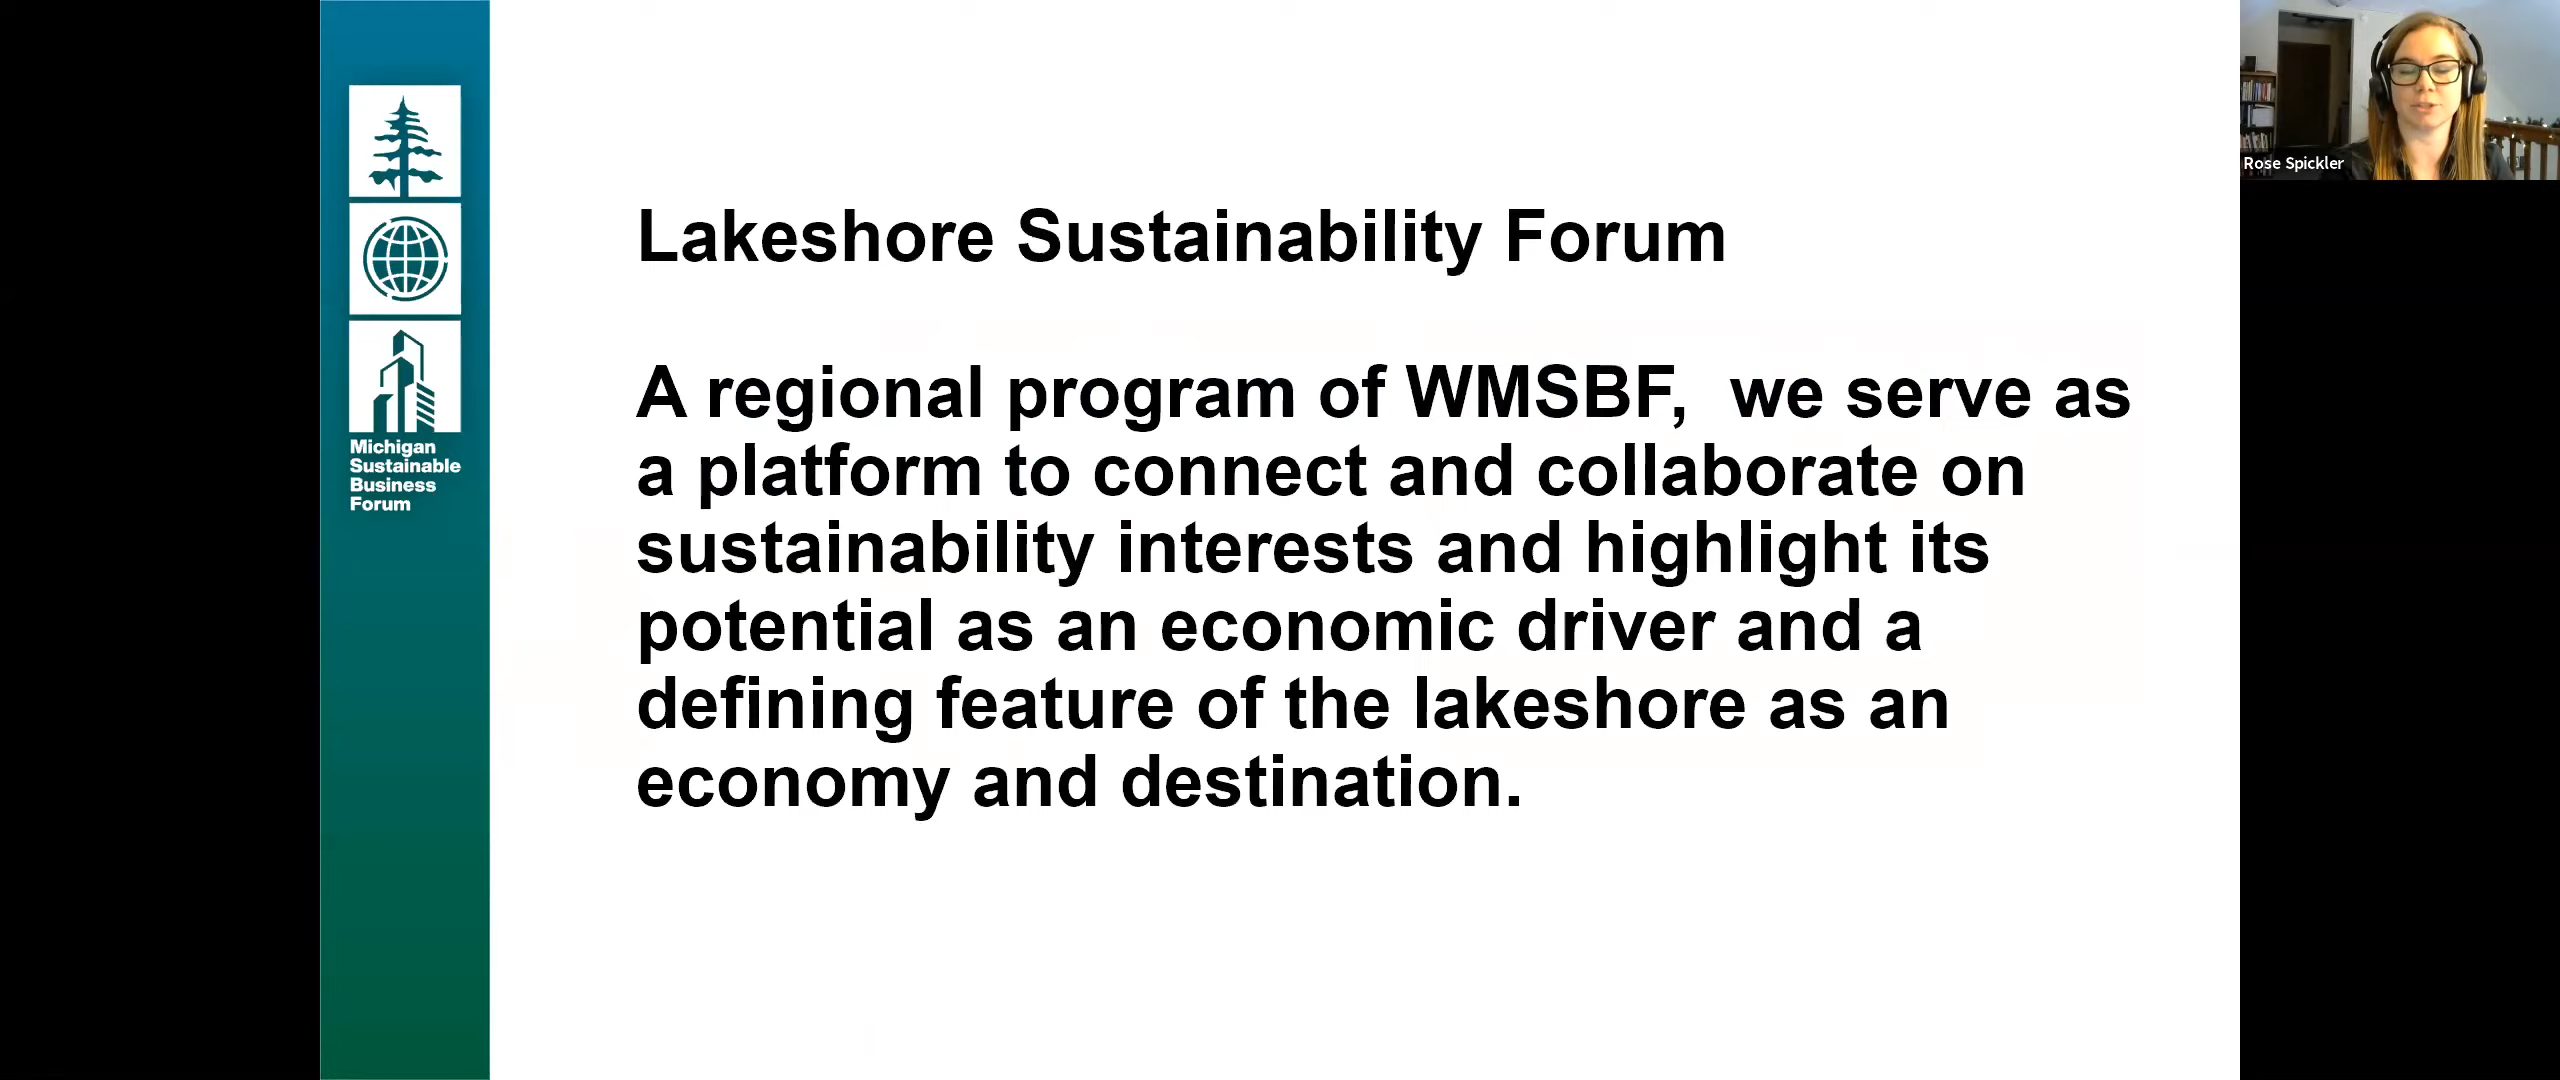 Michigan
Sustainable
Business
Forum
Lakeshore Sustainability Forum
A regional program of WMSBF,  we serve as
a platform to connect and collaborate on
sustainability interests and highlight its
potential as an economic driver and a
defining feature of the lakeshore as an
economy and destination.
Rose Spickler